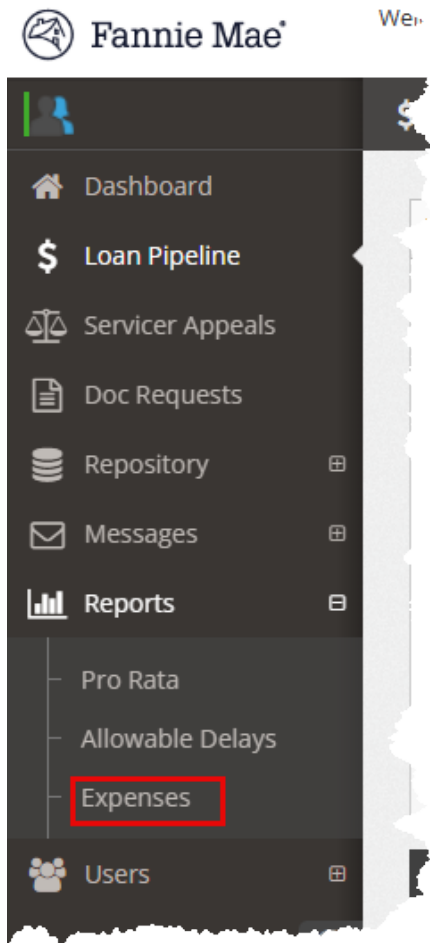 Fannie Mae®
Dashboard
$ Loan Pipeline
Servicer Appeals
Doc Requests
Repository
Messages
Reports
Pro Rata
Allowable Delays
Expenses
Users